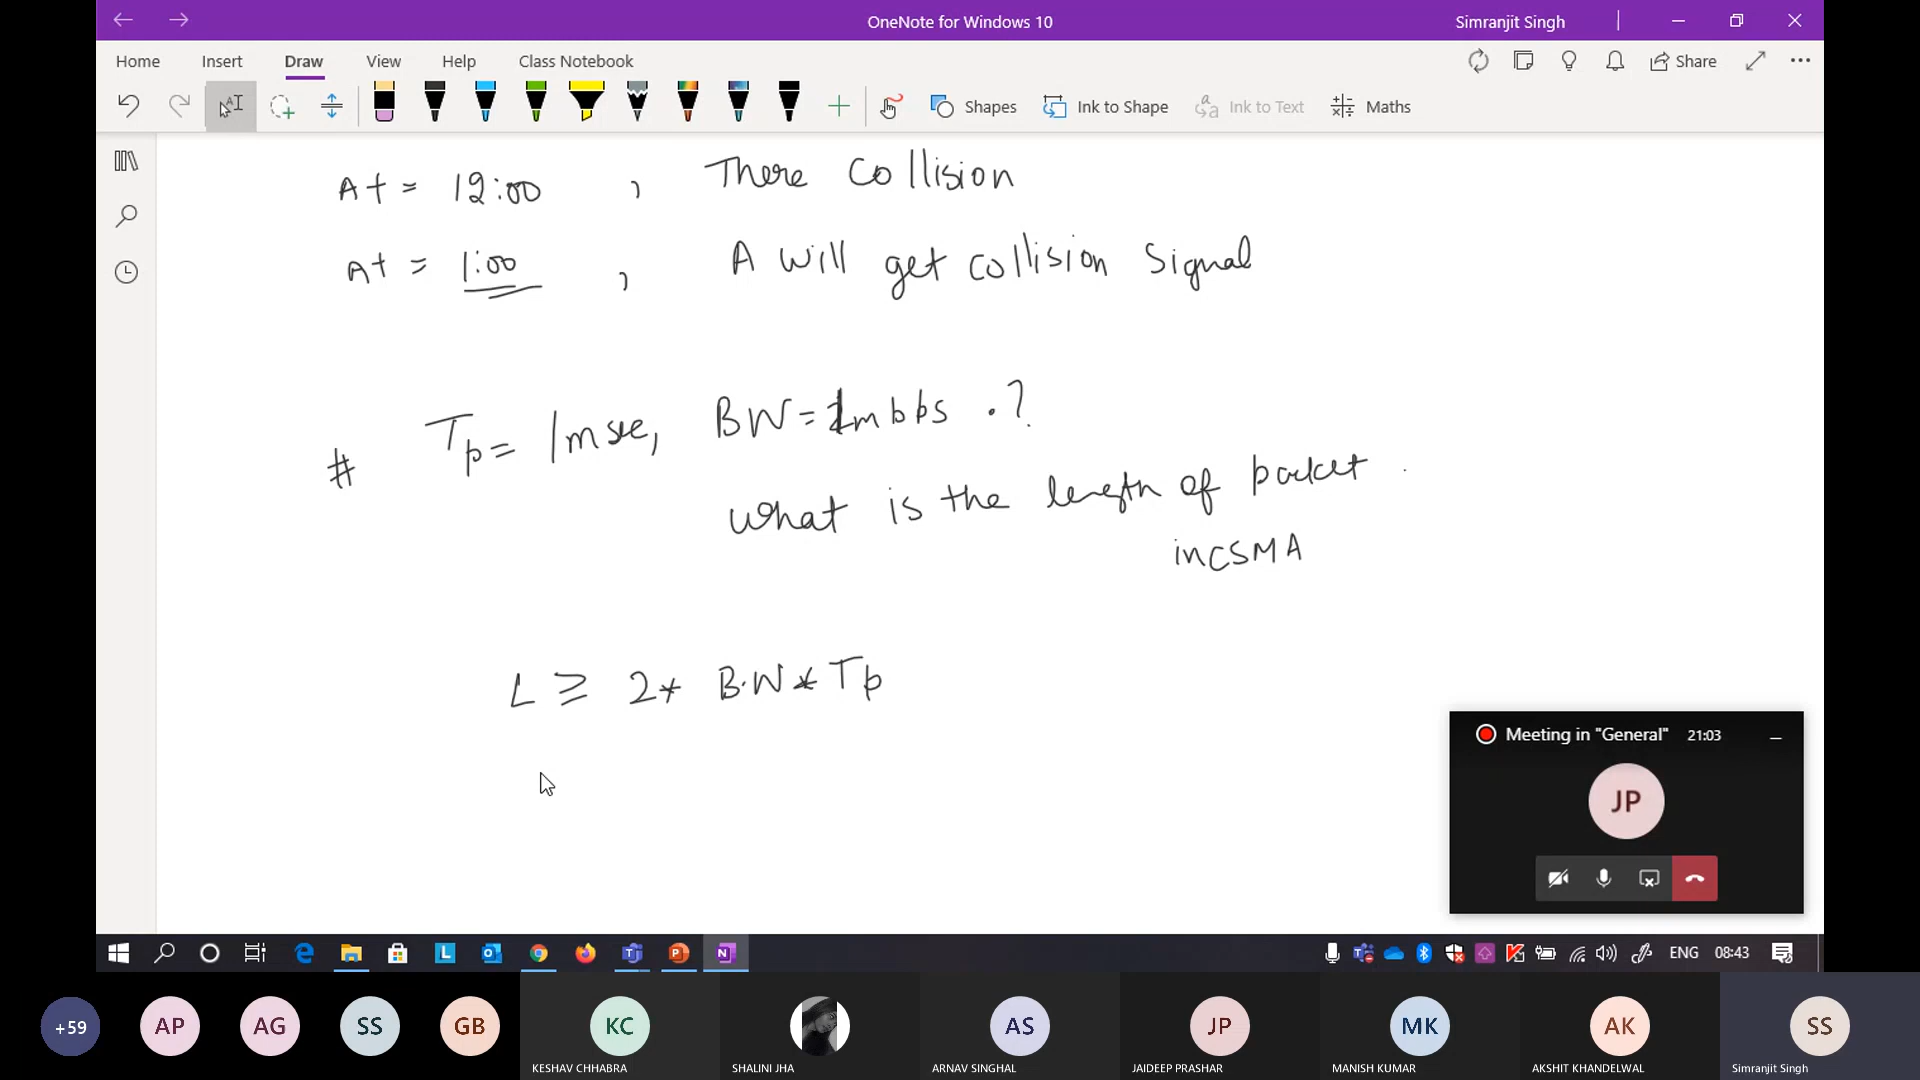 OneNote for Windows 10
Simranjit Singh
Home Insert Draw View Help Class Notebook
Share
Shapes Ink to Shape Ink to Text Maths
At = 12:00 , There Collision
At = 1:00 , A will get collision Signal
# Tp = 1msec, BW = 1mbbs . ?
what is the length of packet .
in CSMA
L ≥ 2* B.W * Tp
Meeting in "General" 21:03
JP
ENG 08:43
+59 AP AG SS GB KC AS JP MK AK SS
KESHAV CHHABRA SHALINI JHA ARNAV SINGHAL JAIDEEP PRASHAR MANISH KUMAR AKSHIT KHANDELWAL Simranjit Singh